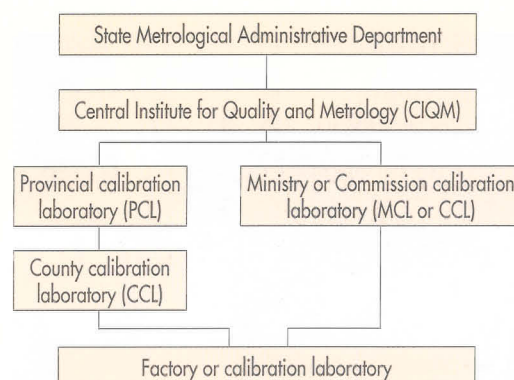 State Metrological Administrative Department
Central Institute for Quality and Metrology (CIQM)
Provincial calibration
laboratory (PCL)
Ministry or Commission calibration
laboratory (MCL or CCL)
County calibration
laboratory (CCL)
Factory or calibration laboratory